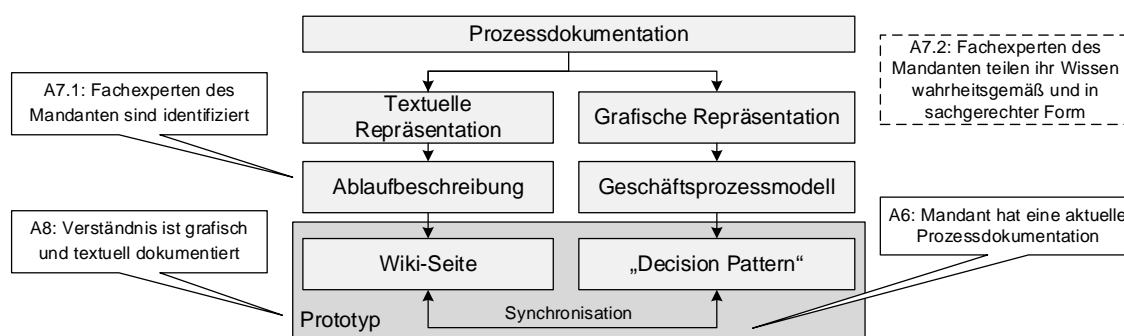 Prozessdokumentation
A7.2: Fachexperten des
Mandanten teilen ihr Wissen
wahrheitsgemäß und in
sachgerechter Form
A7.1: Fachexperten des
Mandanten sind identifiziert
Textuelle
Repräsentation
Grafische Repräsentation
Ablaufbeschreibung
Geschäftsprozessmodell
A8: Verständnis ist grafisch
und textuell dokumentiert
A6: Mandant hat eine aktuelle
Prozessdokumentation
Wiki-Seite
„Decision Pattern“
Synchronisation
Prototyp